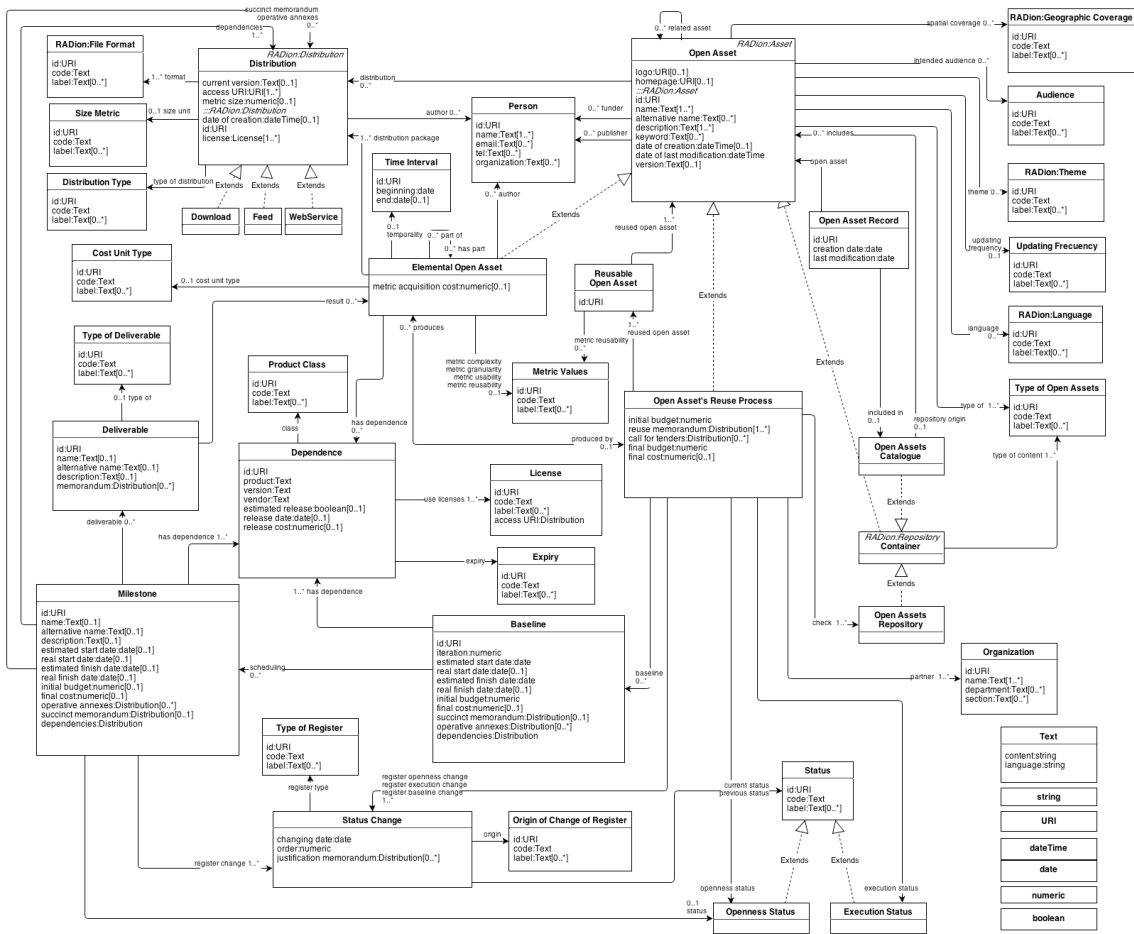 succinct memorandum
operative annexes
0..*
dependencies
1..*
RADion:File Format
id:URI
code:Text
label:Text[0..*]
1..* format
RADion:Distribution
Distribution
current version:Text[0..1]
access URI:URI[1..*]
metric size:numeric[0..1]
:::RADion:Distribution
date of creation:dateTime[0..1]
id:URI
license:License[1..*]
Size Metric
id:URI
code:Text
label:Text[0..*]
0..1 size unit
Distribution Type
id:URI
code:Text
label:Text[0..*]
type of distribution
Extends
Extends
Extends
Download
Feed
WebService
distribution
0..*
author 0..*
1..* distribution package
Person
id:URI
name:Text[1..*]
email:Text[0..*]
tel:Text[0..*]
organization:Text[0..*]
0..* funder
0..* publisher
0..* author
0..* related asset
RADion:Asset
Open Asset
logo:URI[0..1]
homepage:URI[0..1]
:::RADion:Asset
id:URI
name:Text[1..*]
alternative name:Text[0..*]
description:Text[1..*]
keyword:Text[0..*]
date of creation:dateTime[0..1]
date of last modification:dateTime
version:Text[0..1]
spatial coverage 0..*
RADion:Geographic Coverage
id:URI
code:Text
label:Text[0..*]
intended audience 0..*
Audience
id:URI
code:Text
label:Text[0..*]
0..* includes
open asset
theme 0..*
RADion:Theme
id:URI
code:Text
label:Text[0..*]
Time Interval
id:URI
beginning:date
end:date[0..1]
0..1
temporality
0..* part of
0..* has part
Extends
1..*
reused open asset
Open Asset Record
id:URI
creation date:date
last modification:date
updating
frequency
0..1
Updating Frecuency
id:URI
code:Text
label:Text[0..*]
Cost Unit Type
id:URI
code:Text
label:Text[0..*]
0..1 cost unit type
Elemental Open Asset
metric acquisition cost:numeric[0..1]
Reusable
Open Asset
id:URI
Extends
result 0..*
0..* produces
1..*
reused open asset
metric reusability
0..*
language
0..*
RADion:Language
id:URI
code:Text
label:Text[0..*]
Type of Deliverable
id:URI
code:Text
label:Text[0..*]
0..1 type of
Product Class
id:URI
code:Text
label:Text[0..*]
class
metric complexity
metric granularity
metric usability
metric reusability
0..1
Metric Values
id:URI
code:Text
label:Text[0..*]
Extends
has dependence
0..*
Open Asset's Reuse Process
initial budget:numeric
reuse memorandum:Distribution[1..*]
call for tenders:Distribution[0..*]
final budget:numeric
final cost:numeric[0..1]
produced by
0..1
included in
0..1
repository origin
0..1
type of 1..*
Type of Open Assets
id:URI
code:Text
label:Text[0..*]
type of content 1..*
Deliverable
id:URI
name:Text[0..1]
alternative name:Text[0..1]
description:Text[0..1]
memorandum:Distribution[0..*]
deliverable 0..*
Dependence
id:URI
product:Text
version:Text
vendor:Text
estimated release:boolean[0..1]
release date:date[0..1]
release cost:numeric[0..1]
use licenses 1..*
License
id:URI
code:Text
label:Text[0..*]
access URI:Distribution
Open Assets
Catalogue
Extends
RADion:Repository
Container
Extends
Open Assets
Repository
has dependence 1..*
expiry
Expiry
id:URI
code:Text
label:Text[0..*]
1..* has dependence
check 1..*
Milestone
id:URI
name:Text[0..1]
alternative name:Text[0..1]
description:Text[0..1]
estimated start date:date[0..1]
real start date:date[0..1]
estimated finish date:date[0..1]
real finish date:date[0..1]
initial budget:numeric[0..1]
final cost:numeric[0..1]
operative annexes:Distribution[0..*]
succinct memorandum:Distribution[0..1]
dependencies:Distribution
scheduling
0..*
Baseline
id:URI
iteration:numeric
estimated start date:date
real start date:date[0..1]
estimated finish date:date
real finish date:date[0..1]
initial budget:numeric
final cost:numeric[0..1]
succinct memorandum:Distribution[0..1]
operative annexes:Distribution[0..*]
dependencies:Distribution
baseline
0..*
partner 1..*
Organization
id:URI
name:Text[1..*]
department:Text[0..*]
section:Text[0..*]
Type of Register
id:URI
code:Text
label:Text[0..*]
register type
register openness change
register execution change
register baseline change
1..*
Status Change
changing date:date
order:numeric
justification memorandum:Distribution[0..*]
register change 1..*
origin
Origin of Change of Register
id:URI
code:Text
label:Text[0..*]
current status
previous status
Status
id:URI
code:Text
label:Text[0..*]
Extends
Extends
openness status
execution status
0..1
status
Openness Status
Execution Status
Text
content:string
language:string
string
URI
dateTime
date
numeric
boolean